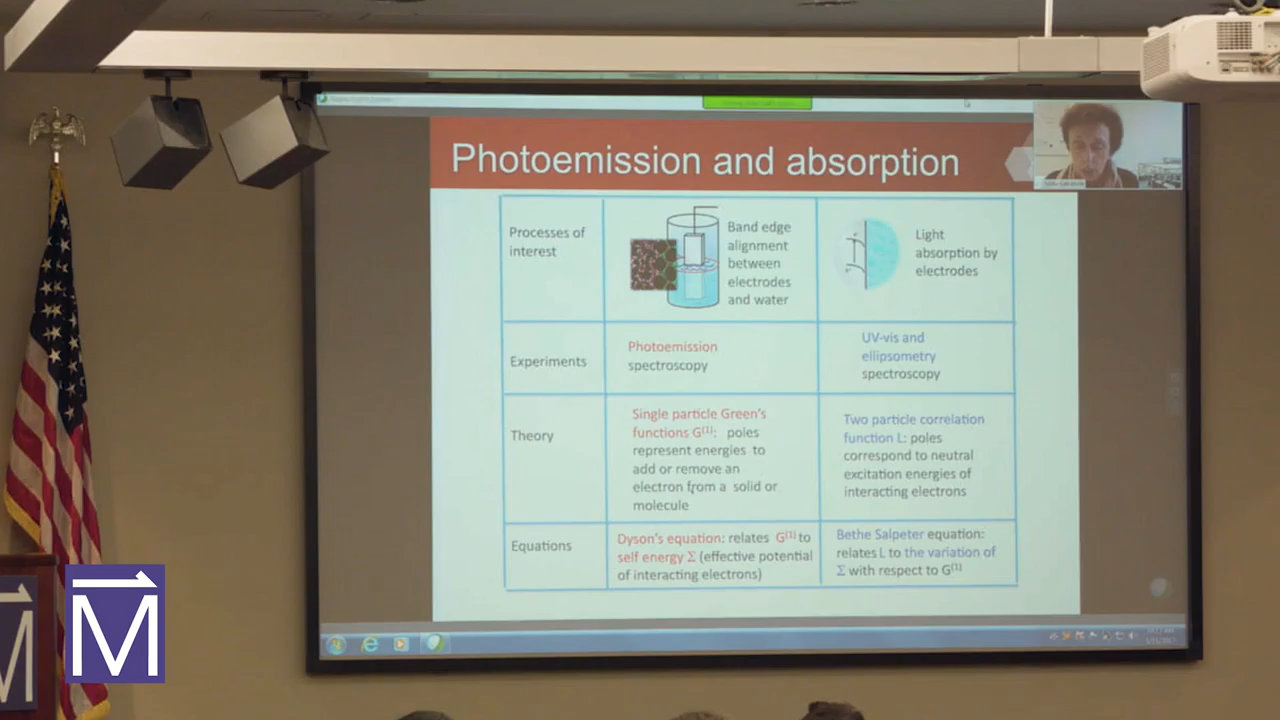 Photoemission and absorption
Processes of
interest
Band edge
alignment
between
electrodes
and water
Light
absorption by
electrodes
Experiments
Photoemission
spectroscopy
UV-vis and
ellipsometry
spectroscopy
Theory
Single particle Green's
functions G⁽¹⁾: poles
represent energies to
add or remove an
electron from a solid or
molecule
Two particle correlation
function L: poles
correspond to neutral
excitation energies of
interacting electrons
Equations
Dyson's equation: relates G⁽¹⁾ to
self energy Σ (effective potential
of interacting electrons)
Bethe Salpeter equation:
relates L to the variation of
Σ with respect to G⁽¹⁾
M
M